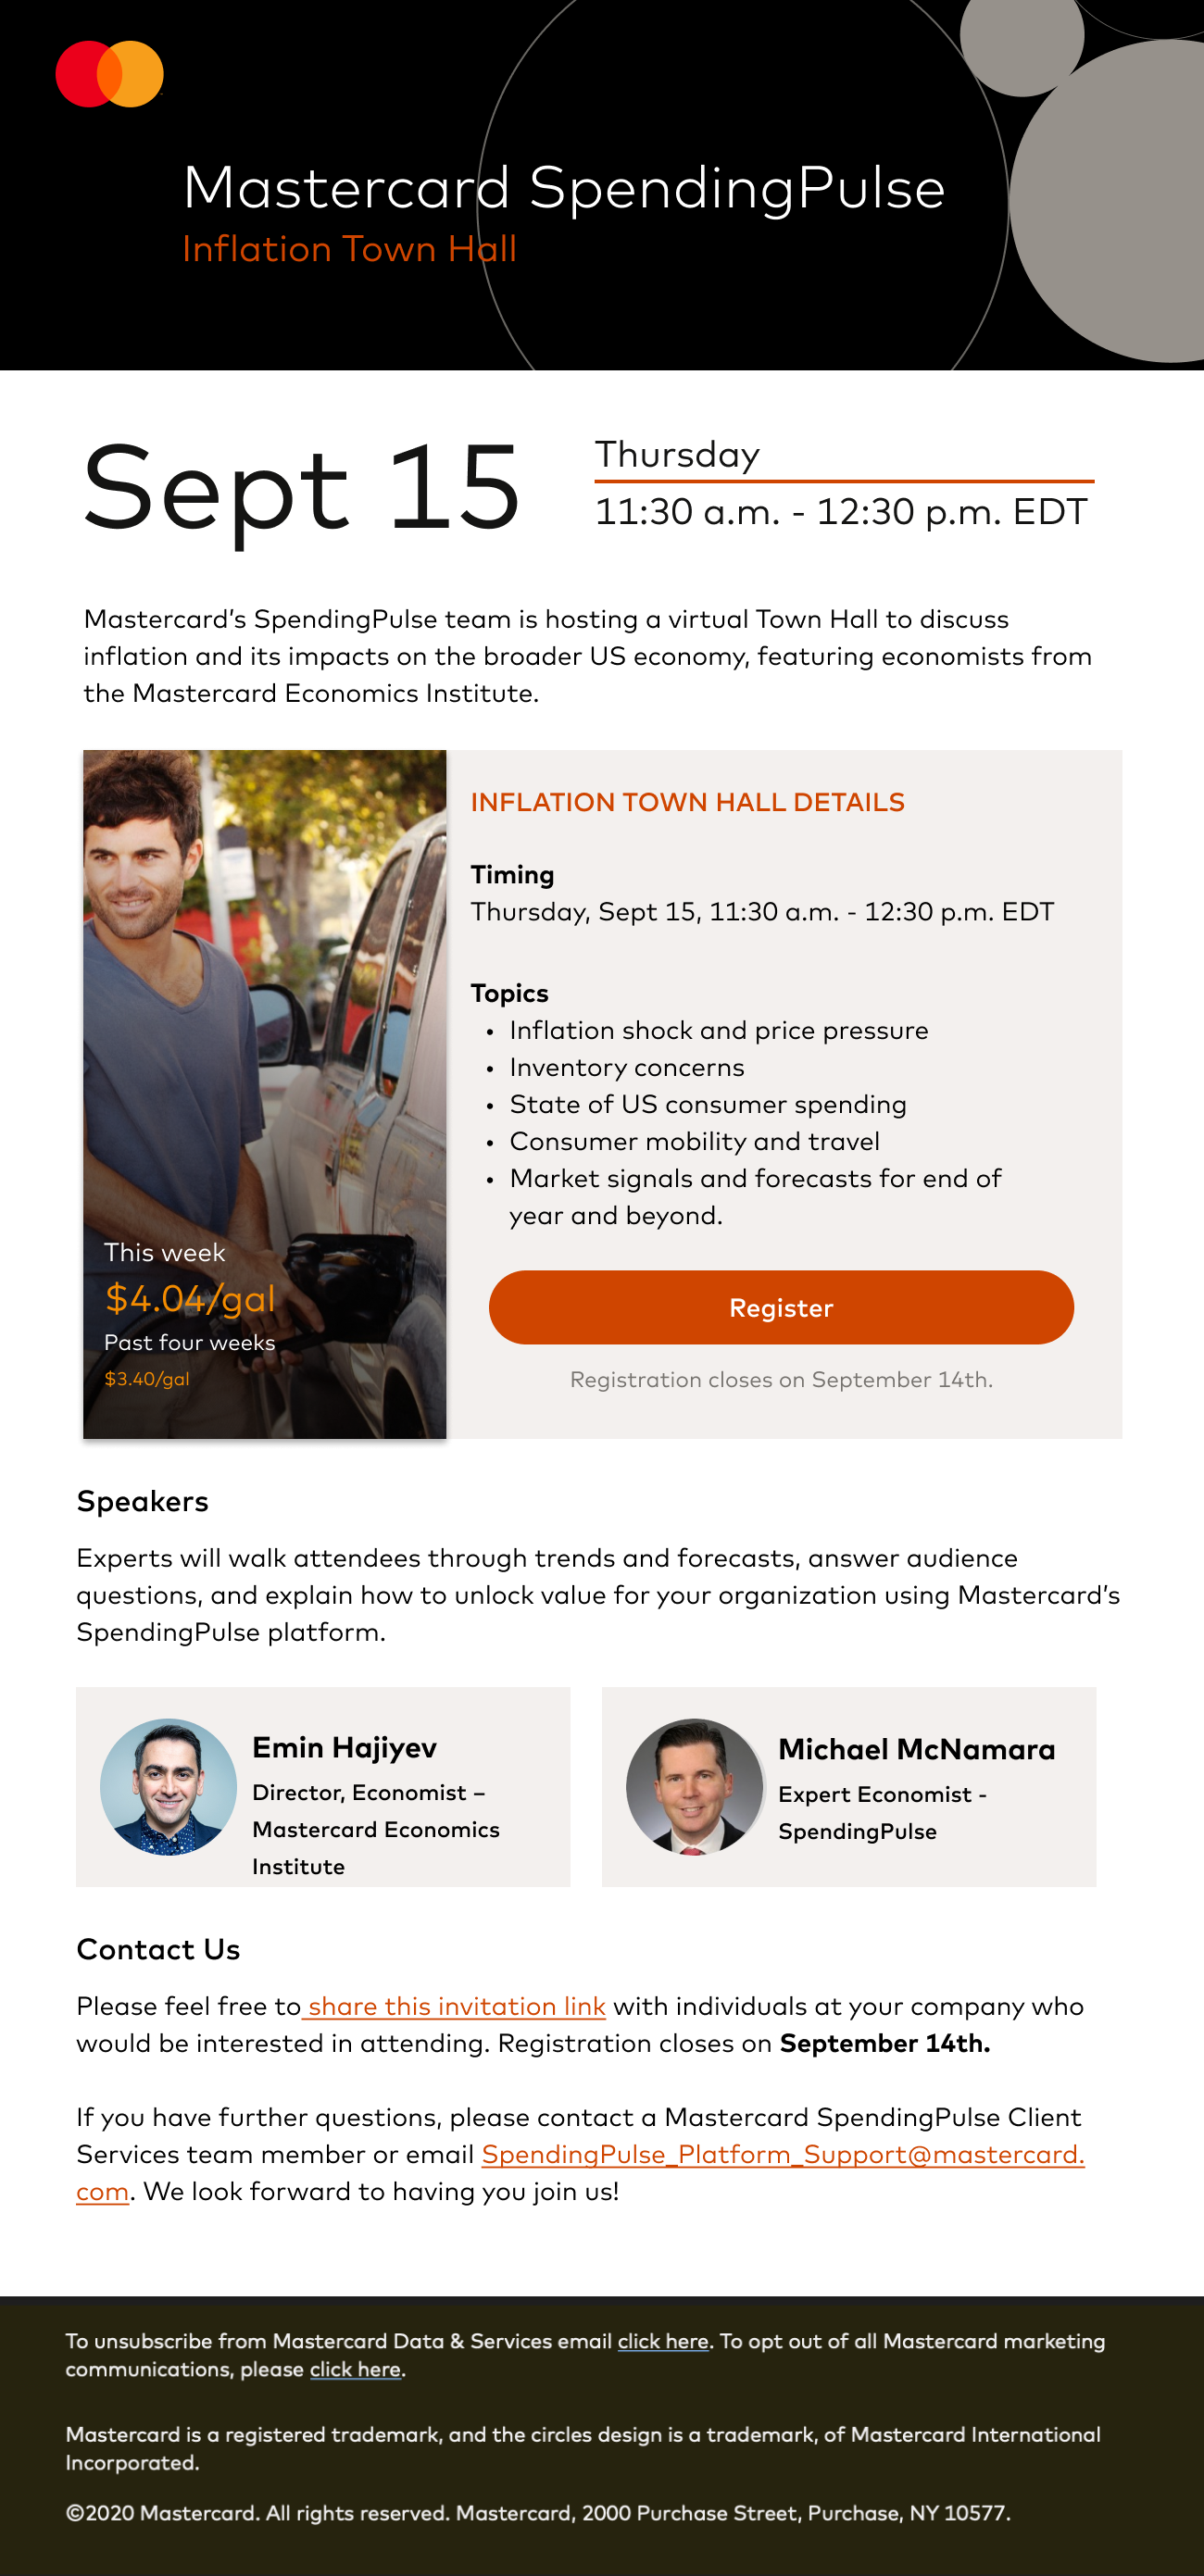 Mastercard SpendingPulse
Inflation Town Hall
Sept 15
Thursday
11:30 a.m. - 12:30 p.m. EDT
Mastercard’s SpendingPulse team is hosting a virtual Town Hall to discuss
inflation and its impacts on the broader US economy, featuring economists from
the Mastercard Economics Institute.
This week
$4.04/gal
Past four weeks
$3.40/gal
INFLATION TOWN HALL DETAILS
Timing
Thursday, Sept 15, 11:30 a.m. - 12:30 p.m. EDT
Topics
• Inflation shock and price pressure
• Inventory concerns
• State of US consumer spending
• Consumer mobility and travel
• Market signals and forecasts for end of
year and beyond.
Register
Registration closes on September 14th.
Speakers
Experts will walk attendees through trends and forecasts, answer audience
questions, and explain how to unlock value for your organization using Mastercard’s
SpendingPulse platform.
Emin Hajiyev
Director, Economist –
Mastercard Economics
Institute
Michael McNamara
Expert Economist -
SpendingPulse
Contact Us
Please feel free to share this invitation link with individuals at your company who
would be interested in attending. Registration closes on September 14th.
If you have further questions, please contact a Mastercard SpendingPulse Client
Services team member or email SpendingPulse_Platform_Support@mastercard.
com. We look forward to having you join us!
To unsubscribe from Mastercard Data & Services email click here. To opt out of all Mastercard marketing
communications, please click here.
Mastercard is a registered trademark, and the circles design is a trademark, of Mastercard International
Incorporated.
©2020 Mastercard. All rights reserved. Mastercard, 2000 Purchase Street, Purchase, NY 10577.